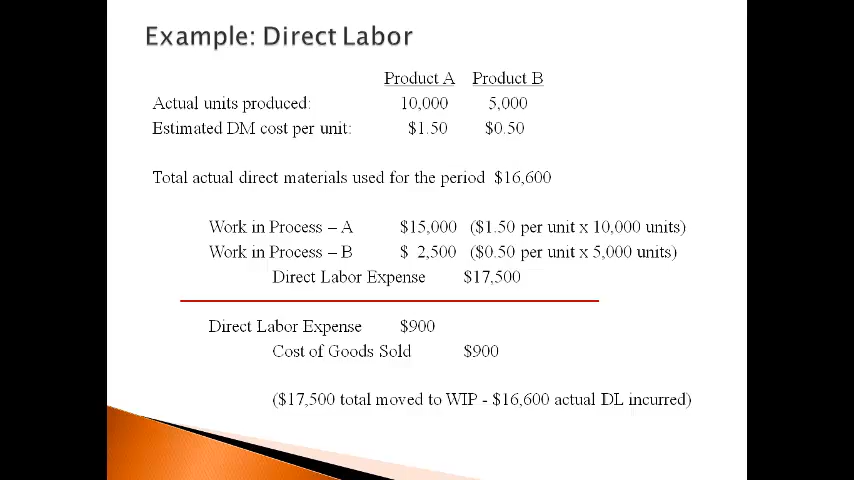 Example: Direct Labor
Product A Product B
Actual units produced: 10,000 5,000
Estimated DM cost per unit: $1.50 $0.50
Total actual direct materials used for the period $16,600
Work in Process – A $15,000 ($1.50 per unit x 10,000 units)
Work in Process – B $ 2,500 ($0.50 per unit x 5,000 units)
Direct Labor Expense $17,500
Direct Labor Expense $900
Cost of Goods Sold $900
($17,500 total moved to WIP - $16,600 actual DL incurred)